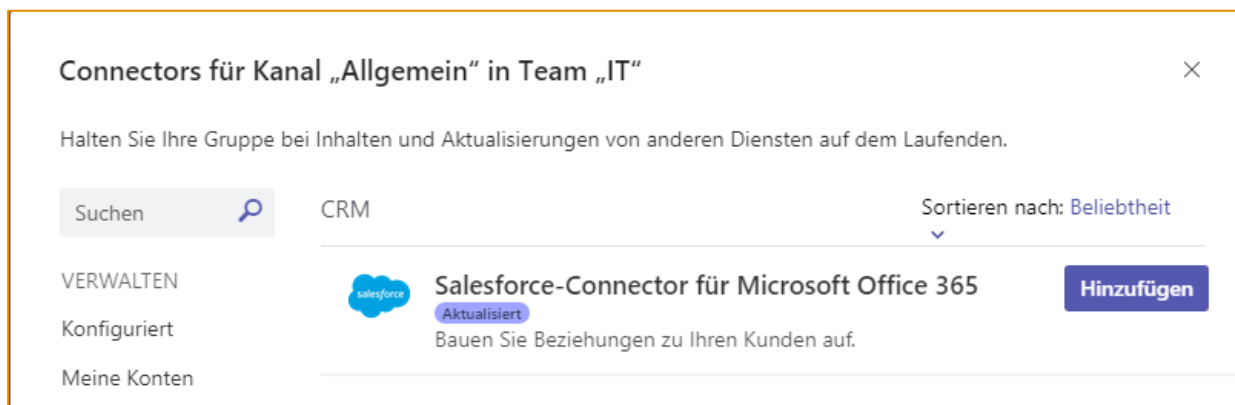 Connectors für Kanal „Allgemein“ in Team „IT“
Halten Sie Ihre Gruppe bei Inhalten und Aktualisierungen von anderen Diensten auf dem Laufenden.
Suchen
CRM
Sortieren nach: Beliebtheit
VERWALTEN
Konfiguriert
Meine Konten
salesforce
Salesforce-Connector für Microsoft Office 365
Aktualisiert
Bauen Sie Beziehungen zu Ihren Kunden auf.
Hinzufügen